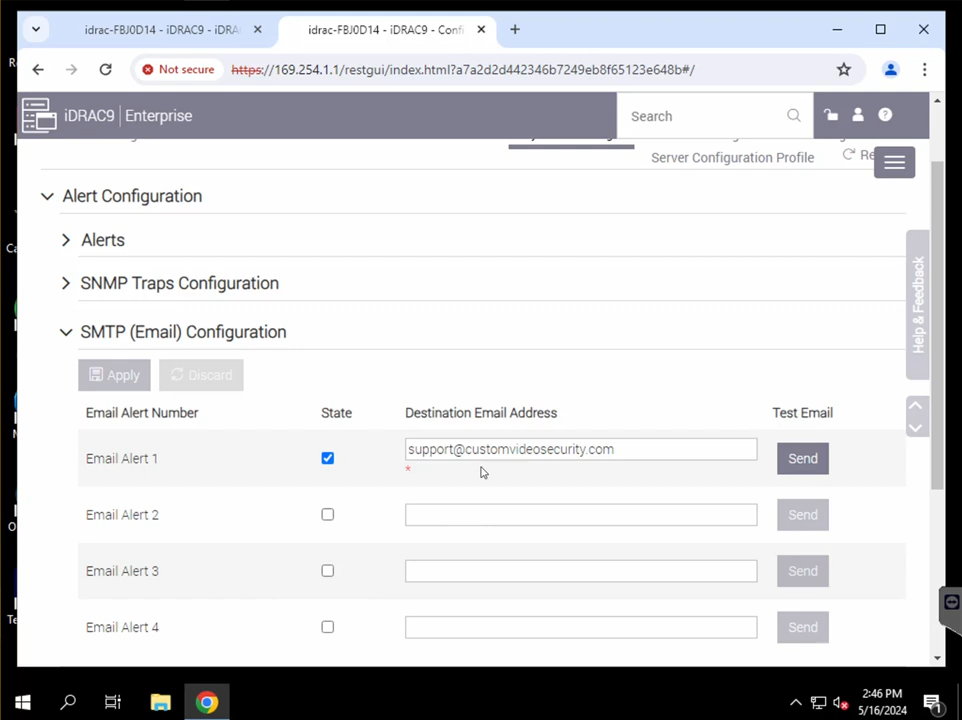 idrac-FBJ0D14 - iDRAC9 - iDRA
idrac-FBJ0D14 - iDRAC9 - Confi
Not secure
https://169.254.1.1/restgui/index.html?a7a2d2d442346b7249eb8f65123e648b#/
iDRAC9 Enterprise
Search
Server Configuration Profile
Re
Alert Configuration
Alerts
SNMP Traps Configuration
SMTP (Email) Configuration
Apply
Discard
Email Alert Number
State
Destination Email Address
Test Email
Email Alert 1
support@customvideosecurity.com
*
Send
Email Alert 2
Send
Email Alert 3
Send
Email Alert 4
Send
Help & Feedback
2:46 PM
5/16/2024
1